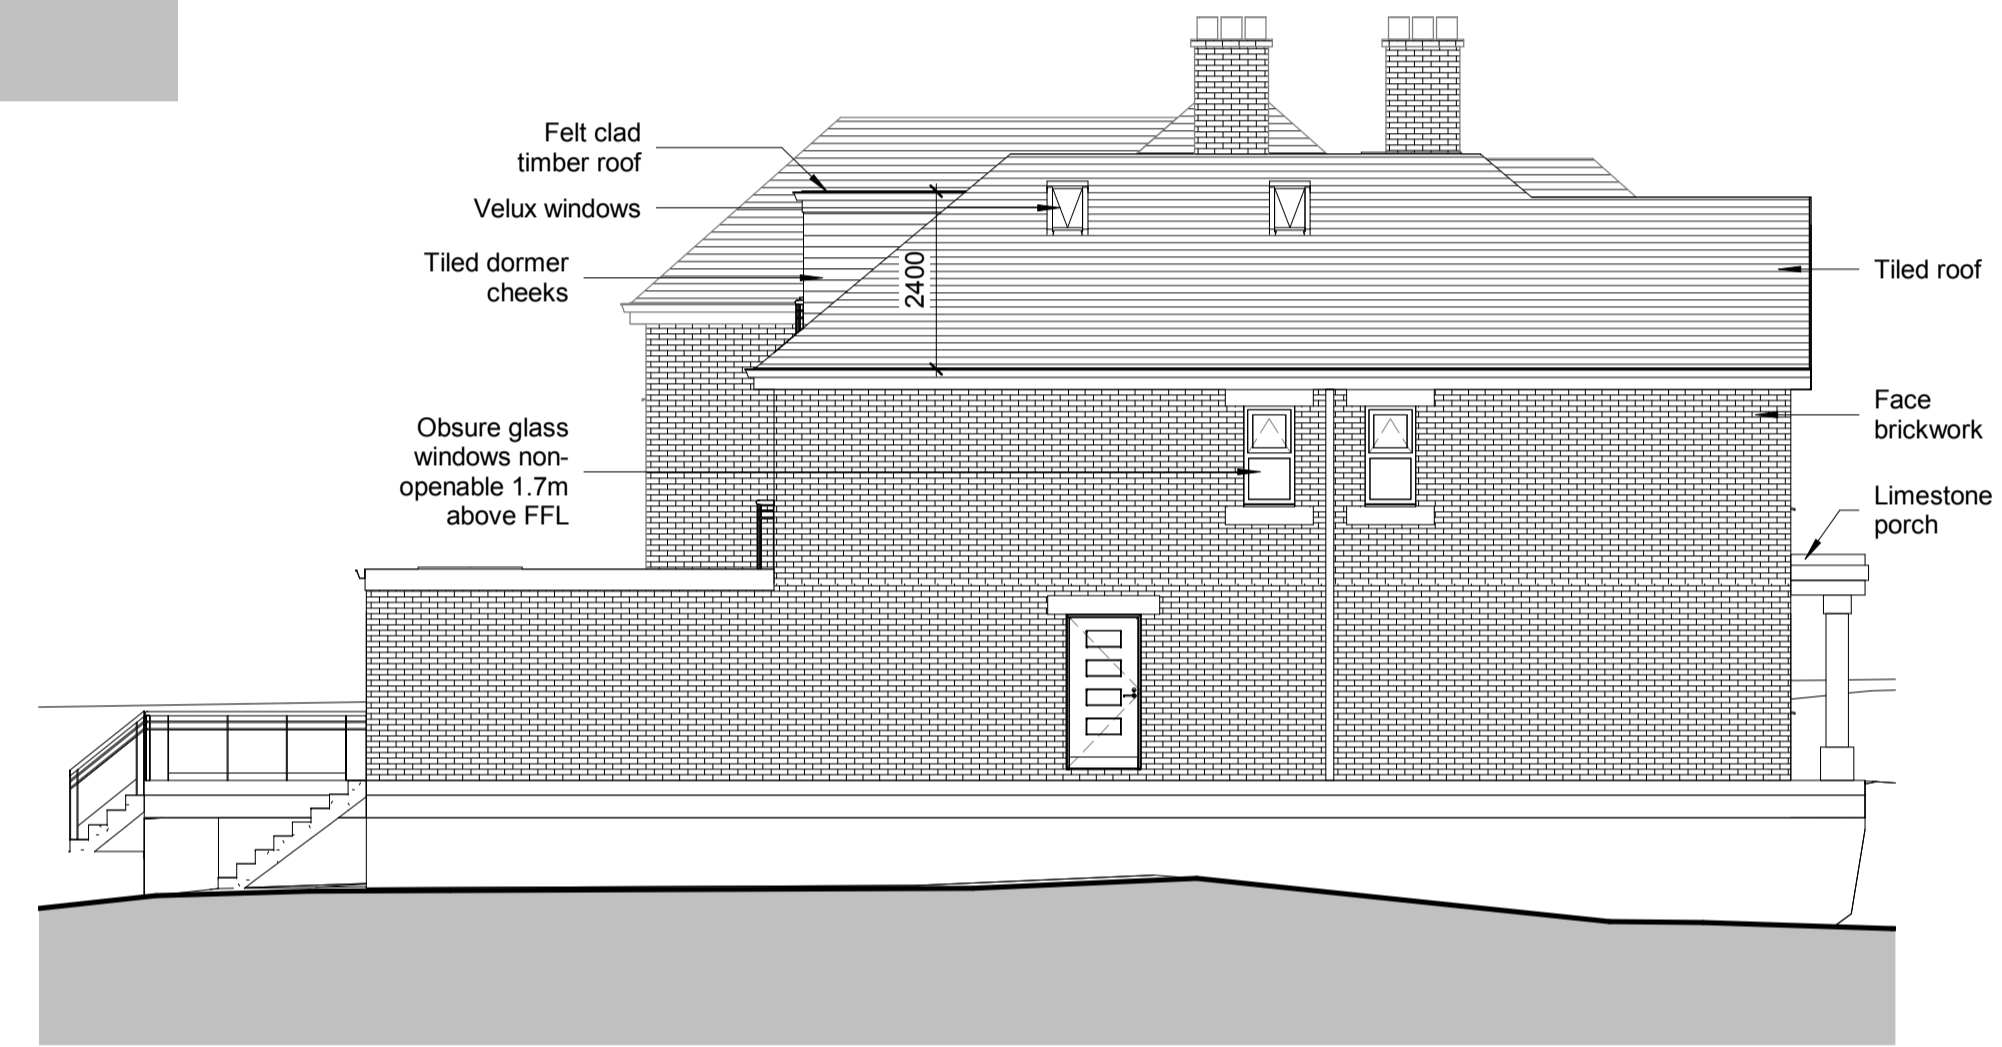 Felt clad
timber roof
Velux windows
Tiled dormer
cheeks
2400
Tiled roof
Obsure glass
windows non-
openable 1.7m
above FFL
Face
brickwork
Limestone
porch